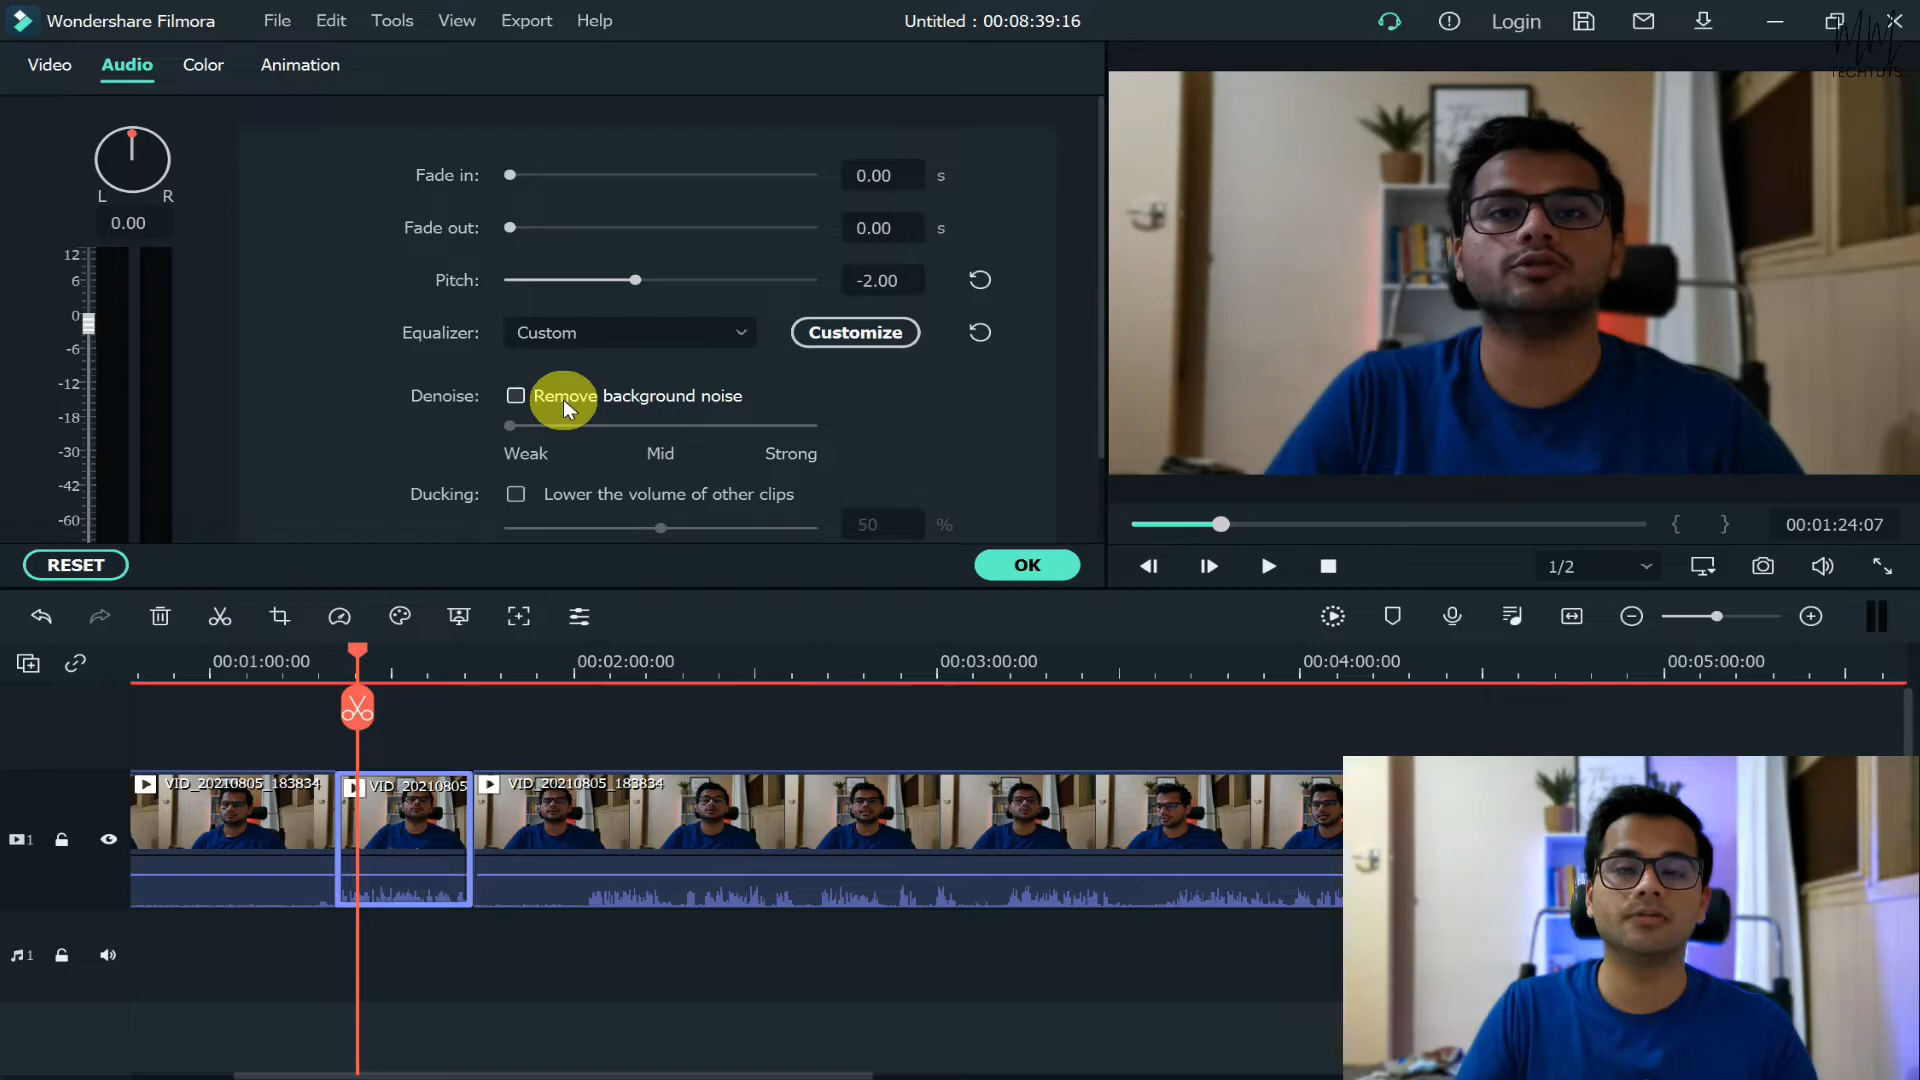 Wondershare Filmora File Edit Tools View Export Help Untitled : 00:08:39:16 Login
MM
TECHTUTS
Video Audio Color Animation
L R
0.00
12
6
0
-6
-12
-18
-30
-42
-60
Fade in: 0.00 s
Fade out: 0.00 s
Pitch: -2.00
Equalizer: Custom Customize
Denoise: Remove background noise
Weak Mid Strong
Ducking: Lower the volume of other clips
50 %
RESET OK
00:01:24:07
1/2
00:01:00:00 00:02:00:00 00:03:00:00 00:04:00:00 00:05:00:00
VID_20210805_183834 VID_20210805 VID_20210805_183834
1
1